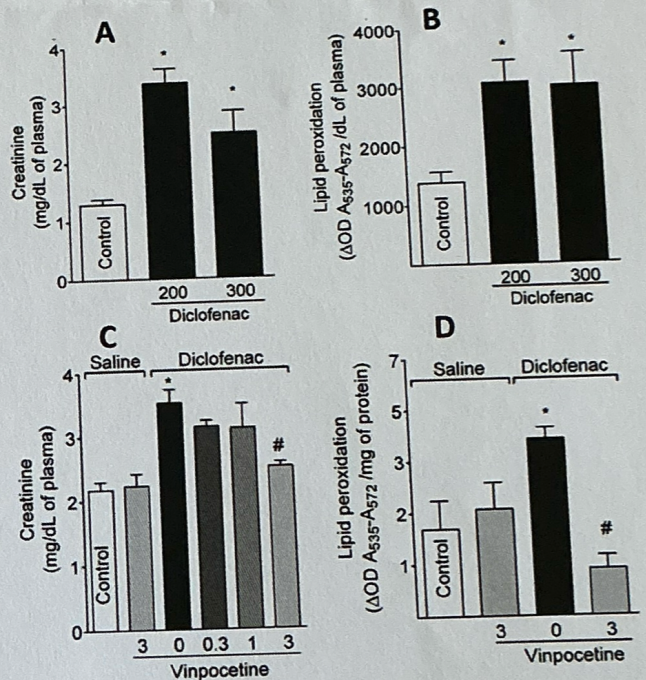 A
Creatinine
(mg/dL of plasma)
4
3
2
1
0
*
*
Control
200 300
Diclofenac
B
Lipid peroxidation
(ΔOD A535-A572 /dL of plasma)
4000
3000
2000
1000
*
*
Control
200 300
Diclofenac
C
Saline Diclofenac
Creatinine
(mg/dL of plasma)
4
3
2
1
0
*
#
Control
3 0 0.3 1 3
Vinpocetine
D
Saline Diclofenac
Lipid peroxidation
(ΔOD A535-A572 /mg of protein)
7
5
3
2
1
*
#
Control
3 0 3
Vinpocetine